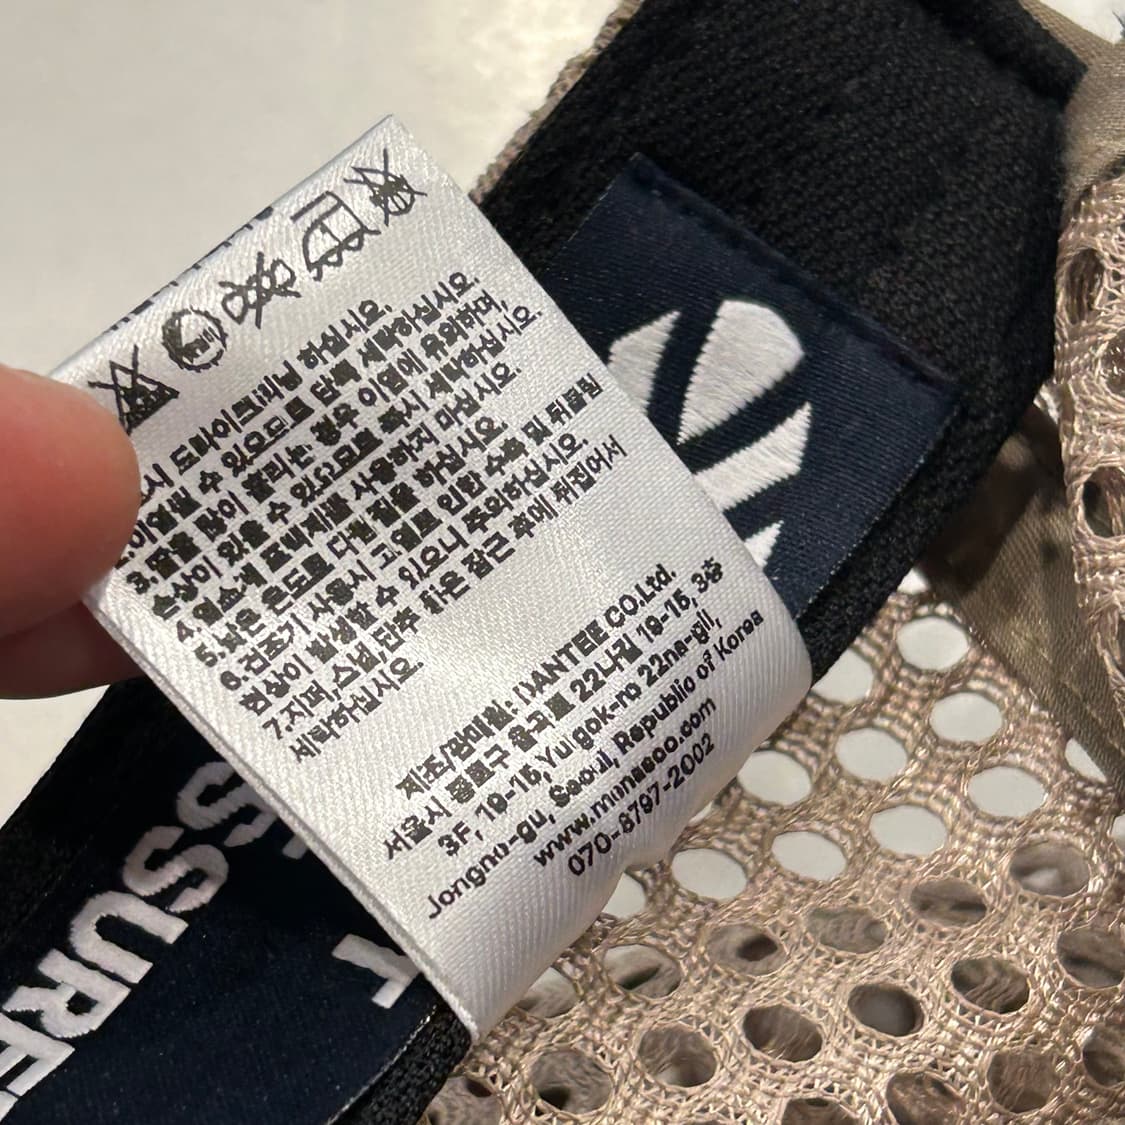 시 드라이크리닝 하십시오.
2.이염될 수 있으므로 단독 세탁하십시오.
3.땀을 많이 흘리는 경우 이염에 유의하며,
손상이 있을 수 있으므로 즉시 세탁하십시오.
4.염소계 표백제를 사용하지 마십시오
5.낮은 온도로 다림질을 하십시오.
6.건조기 사용시 고열로 인한 수축 및 뒤틀림
현상이 발생할 수 있으니 주의하십시오.
7.지퍼,스냅,단추 등은 잠근 후에 뒤집어서
세탁하십시오.
제조/판매원: DANTEE CO.Ltd.
서울시 종로구 율곡로 22나길 19-15, 3층
3F, 19-15, Yulgok-ro 22na-gil,
Jongno-gu, Seoul, Republic of Korea
www.monasoo.com
070-8797-2002
SSURF